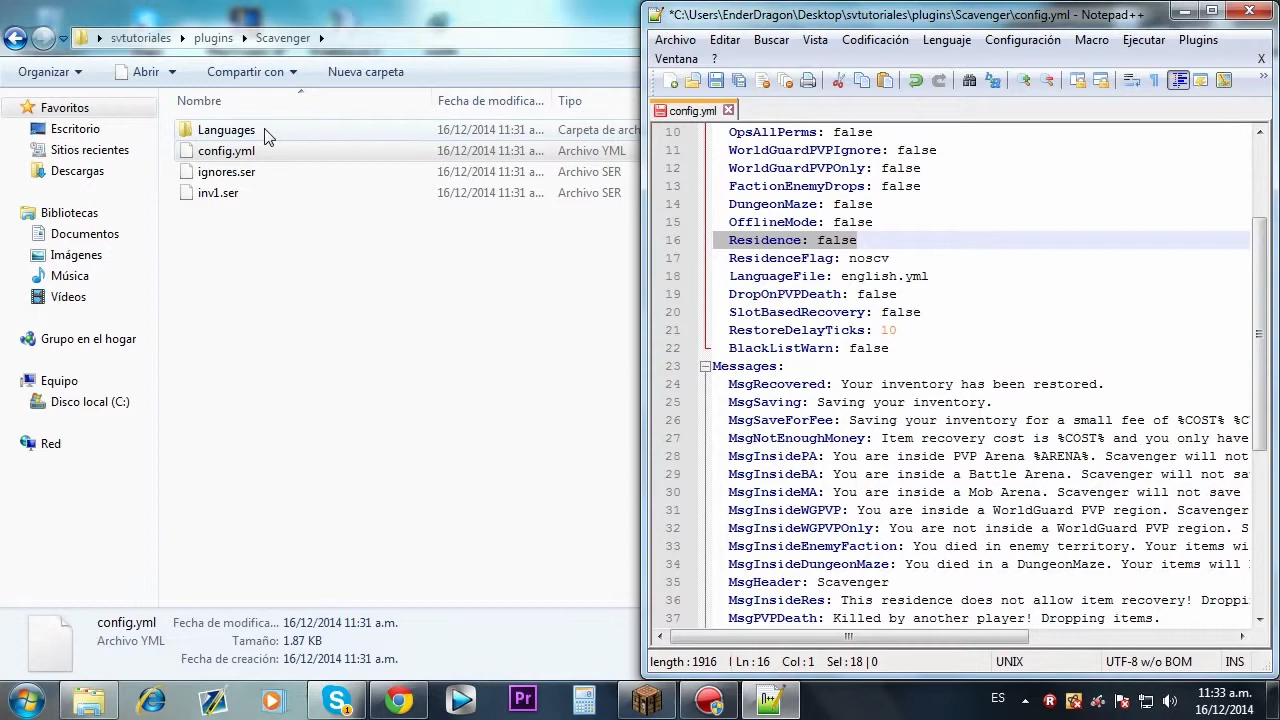 svtutoriales
plugins
Scavenger
Organizar
Abrir
Compartir con
Nueva carpeta
Favoritos
Escritorio
Sitios recientes
Descargas
Bibliotecas
Documentos
Imágenes
Música
Vídeos
Grupo en el hogar
Equipo
Disco local (C:)
Red
Nombre
Fecha de modifica...
Tipo
Languages 16/12/2014 11:31 a... Carpeta de arch
config.yml 16/12/2014 11:31 a... Archivo YML
ignores.ser 16/12/2014 11:31 a... Archivo SER
inv1.ser 16/12/2014 11:31 a... Archivo SER
config.yml Fecha de modifica... 16/12/2014 11:31 a.m.
Archivo YML Tamaño: 1.87 KB
Fecha de creación: 16/12/2014 11:31 a.m.
*C:\Users\EnderDragon\Desktop\svtutoriales\plugins\Scavenger\config.yml - Notepad++
Archivo Editar Buscar Vista Codificación Lenguaje Configuración Macro Ejecutar Plugins
Ventana ? X
config.yml
10 OpsAllPerms: false
11 WorldGuardPVPIgnore: false
12 WorldGuardPVPOnly: false
13 FactionEnemyDrops: false
14 DungeonMaze: false
15 OfflineMode: false
16 Residence: false
17 ResidenceFlag: noscv
18 LanguageFile: english.yml
19 DropOnPVPDeath: false
20 SlotBasedRecovery: false
21 RestoreDelayTicks: 10
22 BlackListWarn: false
23 Messages:
24 MsgRecovered: Your inventory has been restored.
25 MsgSaving: Saving your inventory.
26 MsgSaveForFee: Saving your inventory for a small fee of %COST% %C
27 MsgNotEnoughMoney: Item recovery cost is %COST% and you only have
28 MsgInsidePA: You are inside PVP Arena %ARENA%. Scavenger will not
29 MsgInsideBA: You are inside a Battle Arena. Scavenger will not sa
30 MsgInsideMA: You are inside a Mob Arena. Scavenger will not save
31 MsgInsideWGPVP: You are inside a WorldGuard PVP region. Scavenger
32 MsgInsideWGPVPOnly: You are not inside a WorldGuard PVP region. S
33 MsgInsideEnemyFaction: You died in enemy territory. Your items wi
34 MsgInsideDungeonMaze: You died in a DungeonMaze. Your items will
35 MsgHeader: Scavenger
36 MsgInsideRes: This residence does not allow item recovery! Droppi
37 MsgPVPDeath: Killed by another player! Dropping items.
length : 1916 Ln : 16 Col : 1 Sel : 18 | 0 UNIX UTF-8 w/o BOM INS
Pr
ES
11:33 a.m.
16/12/2014